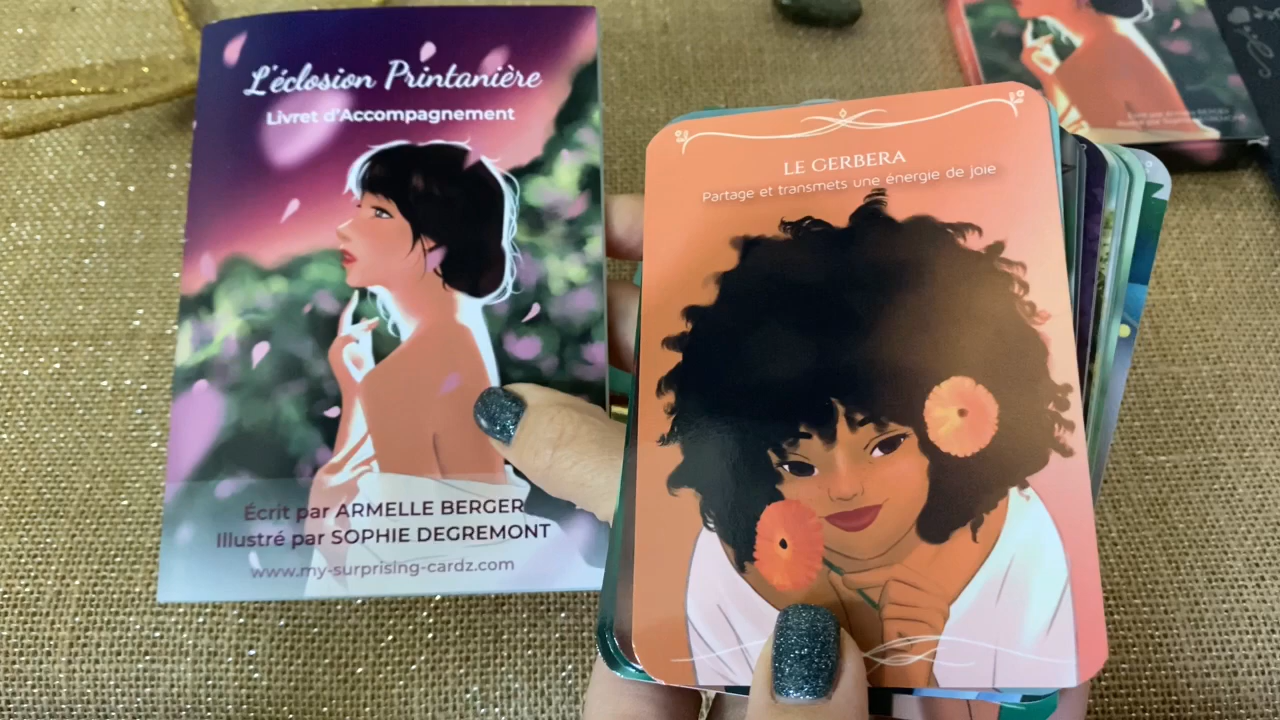 L'éclosion Printanière
Livret d'Accompagnement
Écrit par ARMELLE BERGER
Illustré par SOPHIE DEGREMONT
www.my-surprising-cardz.com
LE GERBERA
Partage et transmets une énergie de joie